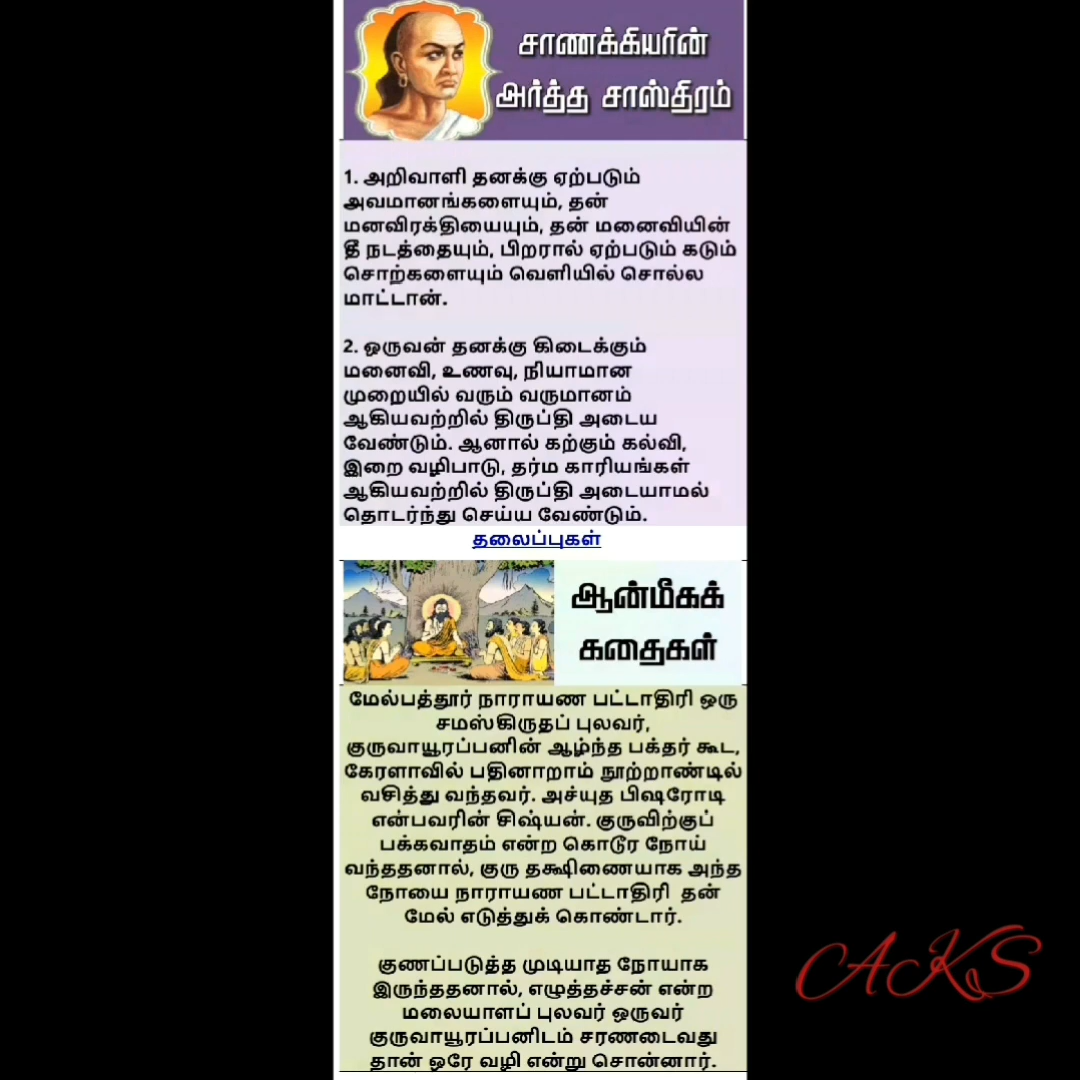 சாணக்கியரின்
அர்த்த சாஸ்திரம்
1. அறிவாளி தனக்கு ஏற்படும்
அவமானங்களையும், தன்
மனவிரக்தியையும், தன் மனைவியின்
தீ நடத்தையும், பிறரால் ஏற்படும் கடும்
சொற்களையும் வெளியில் சொல்ல
மாட்டான்.
2. ஒருவன் தனக்கு கிடைக்கும்
மனைவி, உணவு, நியாமான
முறையில் வரும் வருமானம்
ஆகியவற்றில் திருப்தி அடைய
வேண்டும். ஆனால் கற்கும் கல்வி,
இறை வழிபாடு, தர்ம காரியங்கள்
ஆகியவற்றில் திருப்தி அடையாமல்
தொடர்ந்து செய்ய வேண்டும்.
தலைப்புகள்
ஆன்மீகக்
கதைகள்
மேல்பத்தூர் நாராயண பட்டாதிரி ஒரு
சமஸ்கிருதப் புலவர்,
குருவாயூரப்பனின் ஆழ்ந்த பக்தர் கூட,
கேரளாவில் பதினாறாம் நூற்றாண்டில்
வசித்து வந்தவர். அச்யுத பிஷரோடி
என்பவரின் சிஷ்யன். குருவிற்குப்
பக்கவாதம் என்ற கொடூர நோய்
வந்ததனால், குரு தக்ஷிணையாக அந்த
நோயை நாராயண பட்டாதிரி தன்
மேல் எடுத்துக் கொண்டார்.
குணப்படுத்த முடியாத நோயாக
இருந்ததனால், எழுத்தச்சன் என்ற
மலையாளப் புலவர் ஒருவர்
குருவாயூரப்பனிடம் சரணடைவது
தான் ஒரே வழி என்று சொன்னார்.
AKS